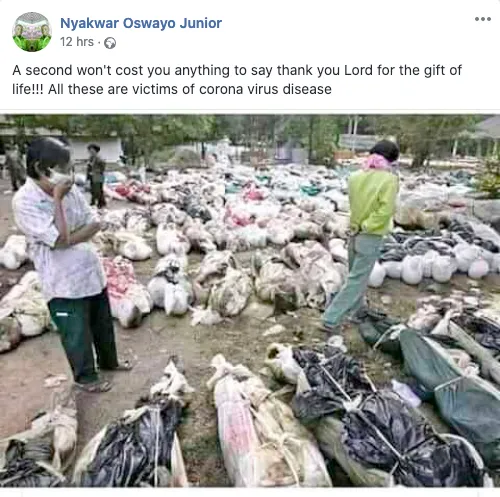 Nyakwar Oswayo Junior
12 hrs ·
A second won't cost you anything to say thank you Lord for the gift of
life!!! All these are victims of corona virus disease